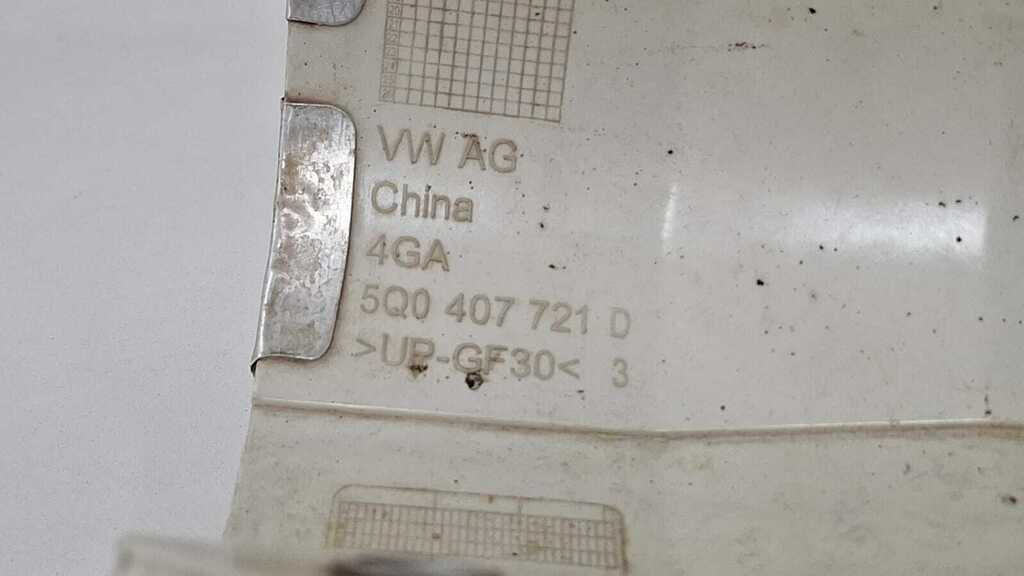 VW AG
China
4GA
5Q0 407 721 D
>UP-GF30< 3